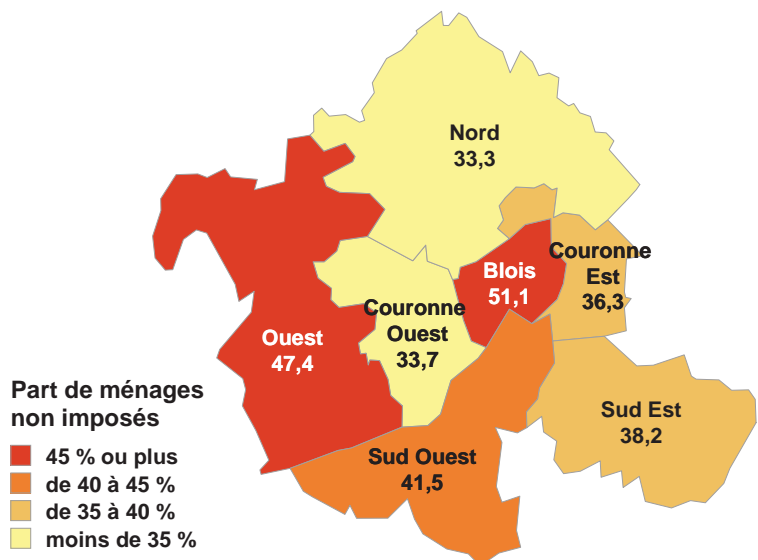 Nord
33,3
Couronne
Est
36,3
Blois
51,1
Couronne
Ouest
33,7
Ouest
47,4
Sud Est
38,2
Sud Ouest
41,5
Part de ménages
non imposés
45 % ou plus
de 40 à 45 %
de 35 à 40 %
moins de 35 %